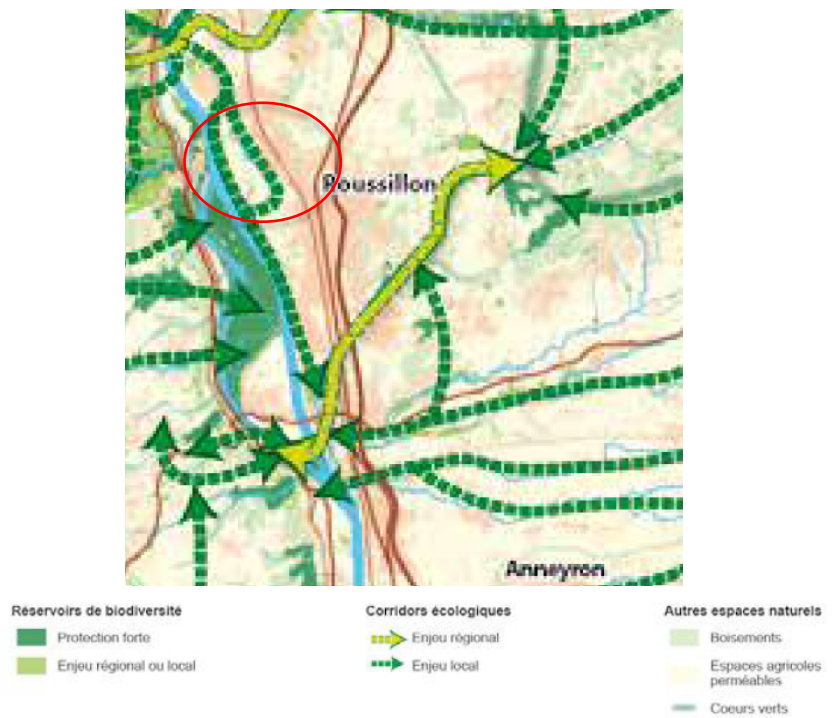 Roussillon
Anneyron
Réservoirs de biodiversité
Protection forte
Enjeu régional ou local
Corridors écologiques
Enjeu régional
Enjeu local
Autres espaces naturels
Boisements
Espaces agricoles
perméables
Coeurs verts